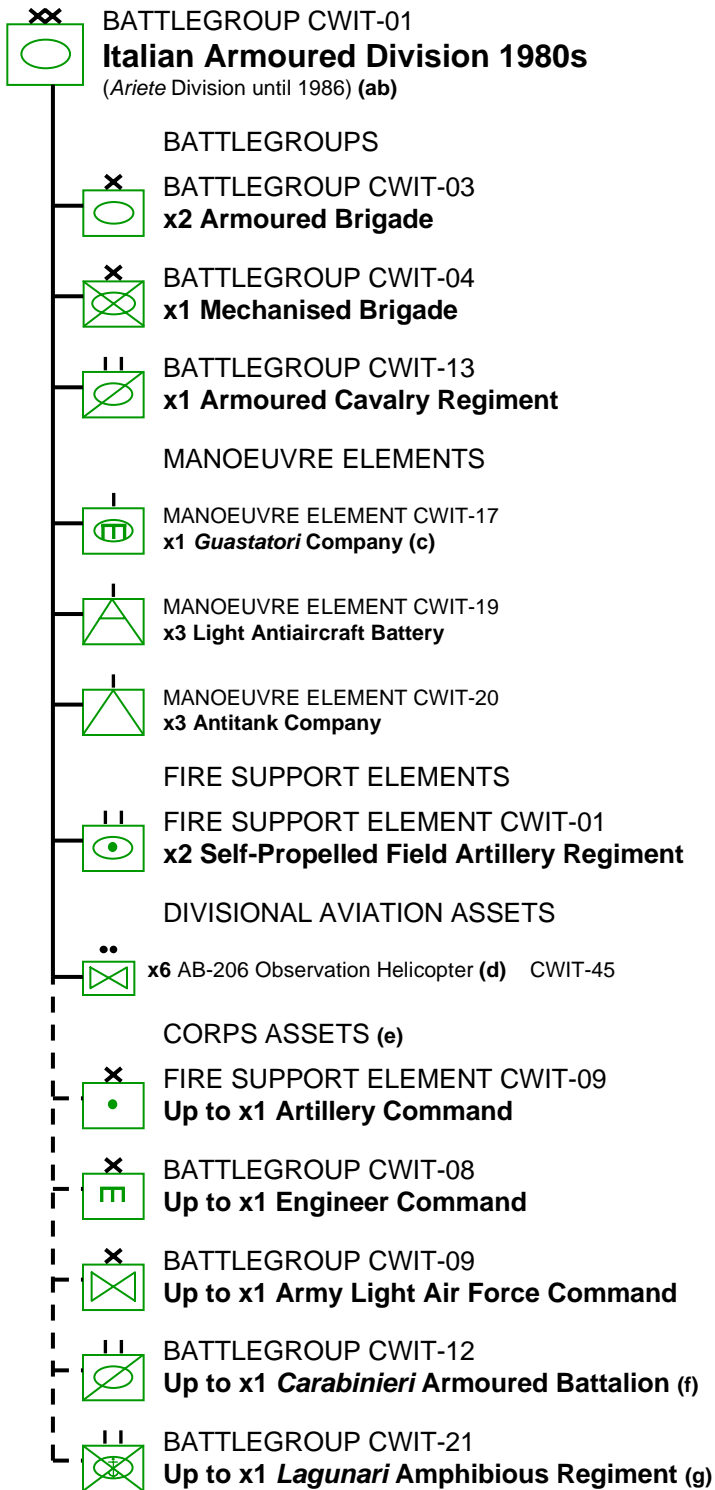 BATTLEGROUP CWIT-01
Italian Armoured Division 1980s
(Ariete Division until 1986) (ab)
BATTLEGROUPS
BATTLEGROUP CWIT-03
x2 Armoured Brigade
BATTLEGROUP CWIT-04
x1 Mechanised Brigade
BATTLEGROUP CWIT-13
x1 Armoured Cavalry Regiment
MANOEUVRE ELEMENTS
MANOEUVRE ELEMENT CWIT-17
x1 Guastatori Company (c)
MANOEUVRE ELEMENT CWIT-19
x3 Light Antiaircraft Battery
MANOEUVRE ELEMENT CWIT-20
x3 Antitank Company
FIRE SUPPORT ELEMENTS
FIRE SUPPORT ELEMENT CWIT-01
x2 Self-Propelled Field Artillery Regiment
DIVISIONAL AVIATION ASSETS
x6 AB-206 Observation Helicopter (d) CWIT-45
CORPS ASSETS (e)
FIRE SUPPORT ELEMENT CWIT-09
Up to x1 Artillery Command
BATTLEGROUP CWIT-08
Up to x1 Engineer Command
BATTLEGROUP CWIT-09
Up to x1 Army Light Air Force Command
BATTLEGROUP CWIT-12
Up to x1 Carabinieri Armoured Battalion (f)
BATTLEGROUP CWIT-21
Up to x1 Lagunari Amphibious Regiment (g)